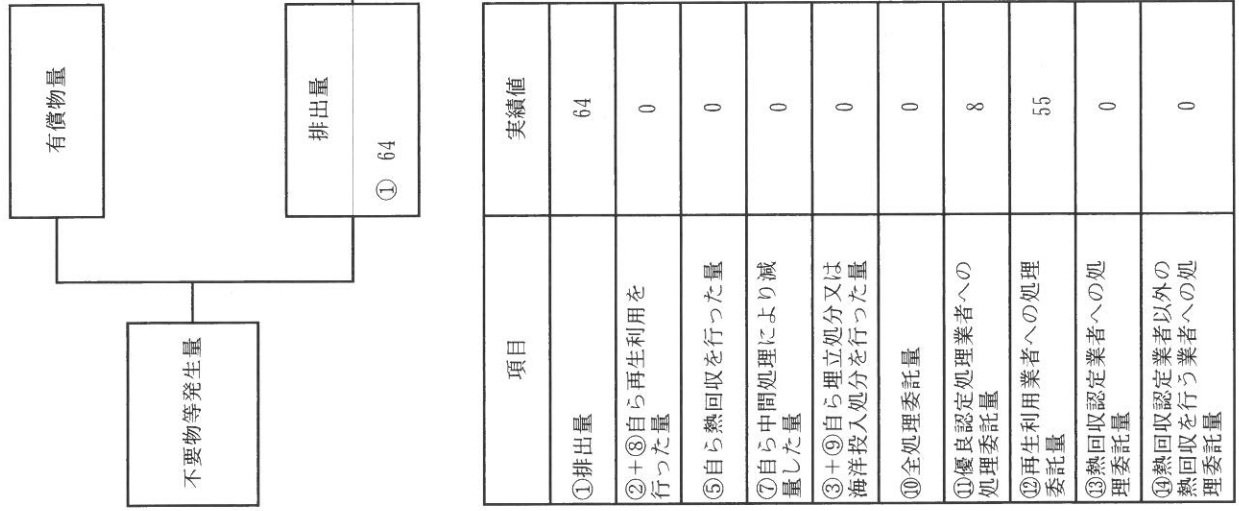 有償物量
不要物等発生量
排出量
① 64
項目
実績値
①排出量
64
②+⑧自ら再生利用を
行った量
0
⑤自ら熱回収を行った量
0
⑦自ら中間処理により減
量した量
0
③+⑨自ら埋立処分又は
海洋投入処分を行った量
0
⑩全処理委託量
0
⑪優良認定処理業者への
処理委託量
8
⑫再生利用業者への処理
委託量
55
⑬熱回収認定業者への処
理委託量
0
⑭熱回収認定業者以外の
熱回収を行う業者への処
理委託量
0